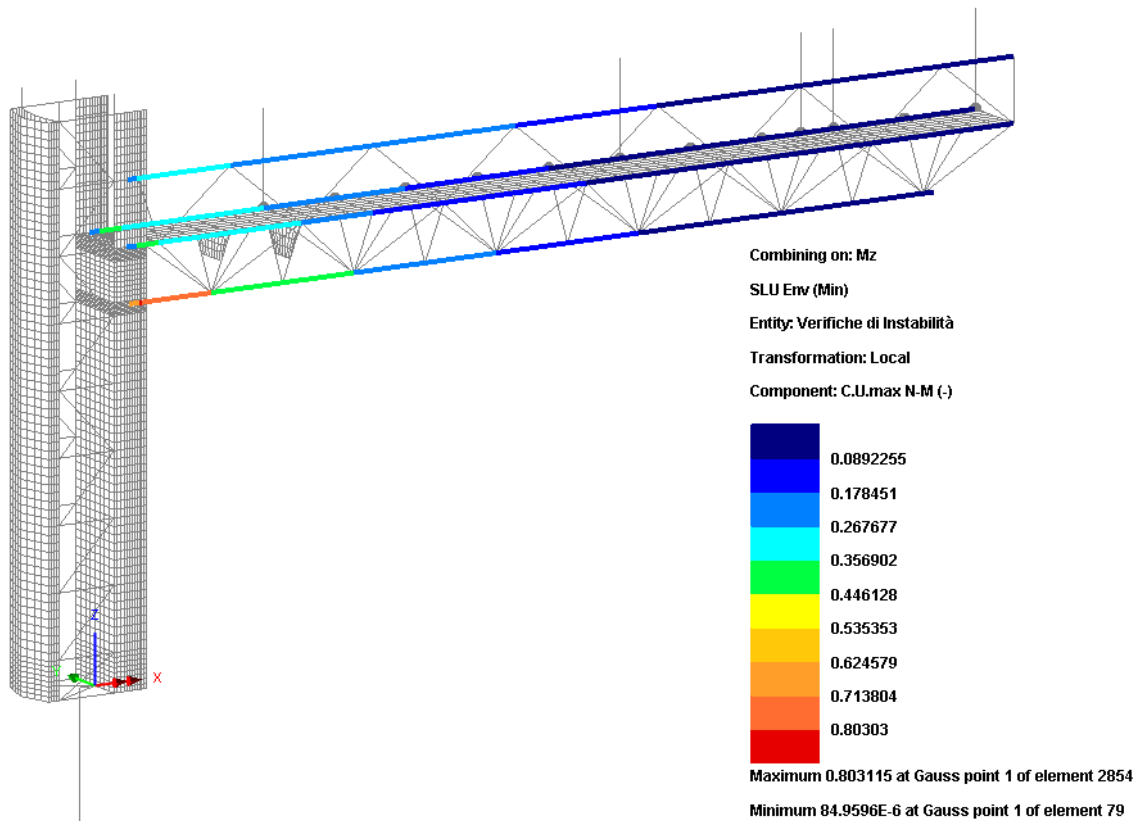 Combining on: Mz
SLU Env (Min)
Entity: Verifiche di Instabilità
Transformation: Local
Component: C.U.max N-M (-)
0.0892255
0.178451
0.267677
0.356902
0.446128
0.535353
0.624579
0.713804
0.80303
Z
X
Maximum 0.803115 at Gauss point 1 of element 2854
Minimum 84.9596E-6 at Gauss point 1 of element 79